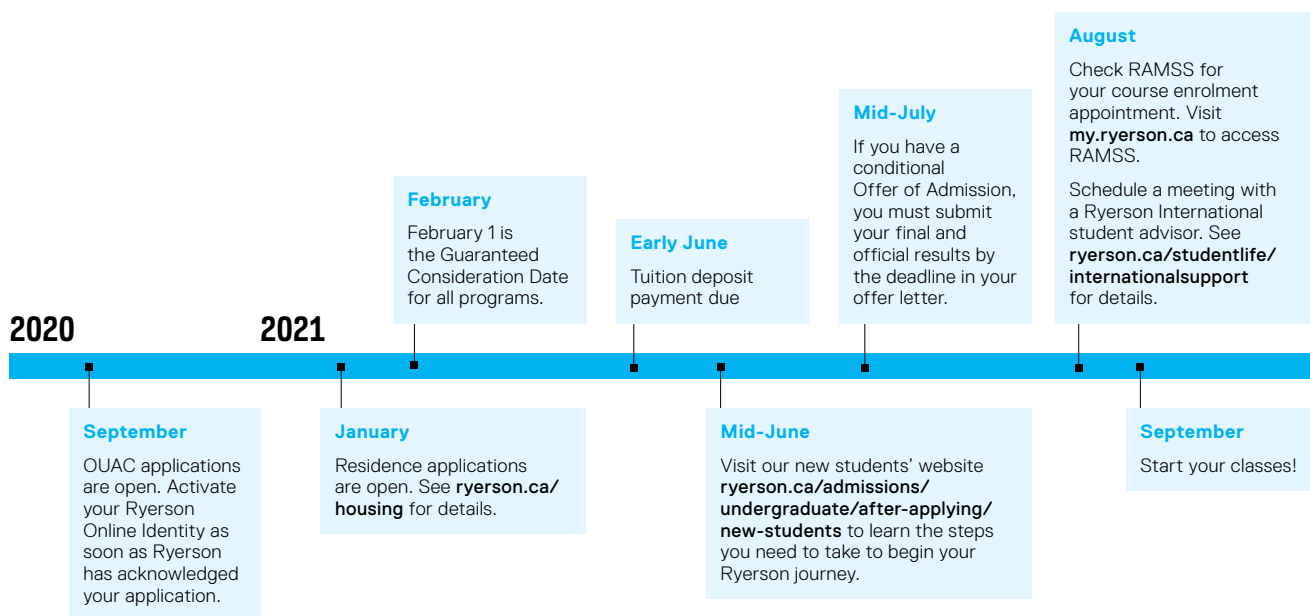 2020
September
OUAC applications
are open. Activate
your Ryerson
Online Identity as
soon as Ryerson
has acknowledged
your application.
2021
January
Residence applications
are open. See ryerson.ca/
housing for details.
February
February 1 is
the Guaranteed
Consideration Date
for all programs.
Early June
Tuition deposit
payment due
Mid-June
Visit our new students’ website
ryerson.ca/admissions/
undergraduate/after-applying/
new-students to learn the steps
you need to take to begin your
Ryerson journey.
Mid-July
If you have a
conditional
Offer of Admission,
you must submit
your final and
official results by
the deadline in your
offer letter.
August
Check RAMSS for
your course enrolment
appointment. Visit
my.ryerson.ca to access
RAMSS.
Schedule a meeting with
a Ryerson International
student advisor. See
ryerson.ca/studentlife/
internationalsupport
for details.
September
Start your classes!